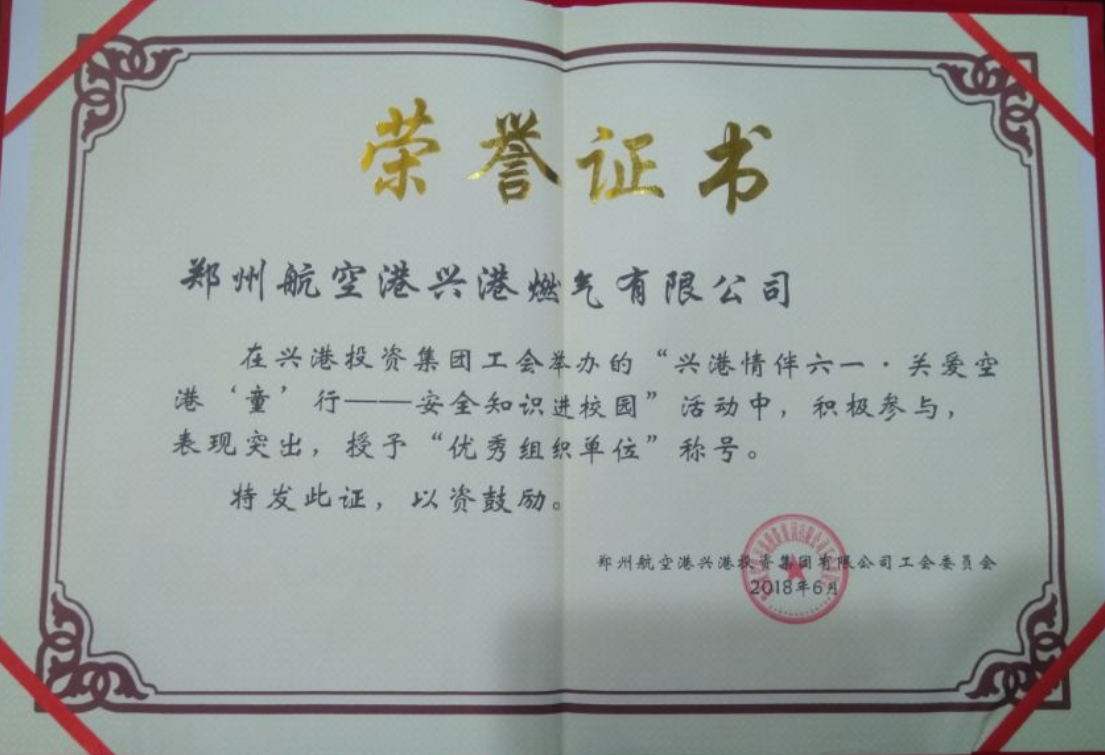 荣誉证书
郑州航空港兴港燃气有限公司
在兴港投资集团工会举办的“兴港情伴六一·关爱空
港‘童’行——安全知识进校园”活动中，积极参与，
表现突出，授予“优秀组织单位”称号。
特发此证，以资鼓励。
郑州航空港兴港投资集团有限公司工会委员会
2018年6月